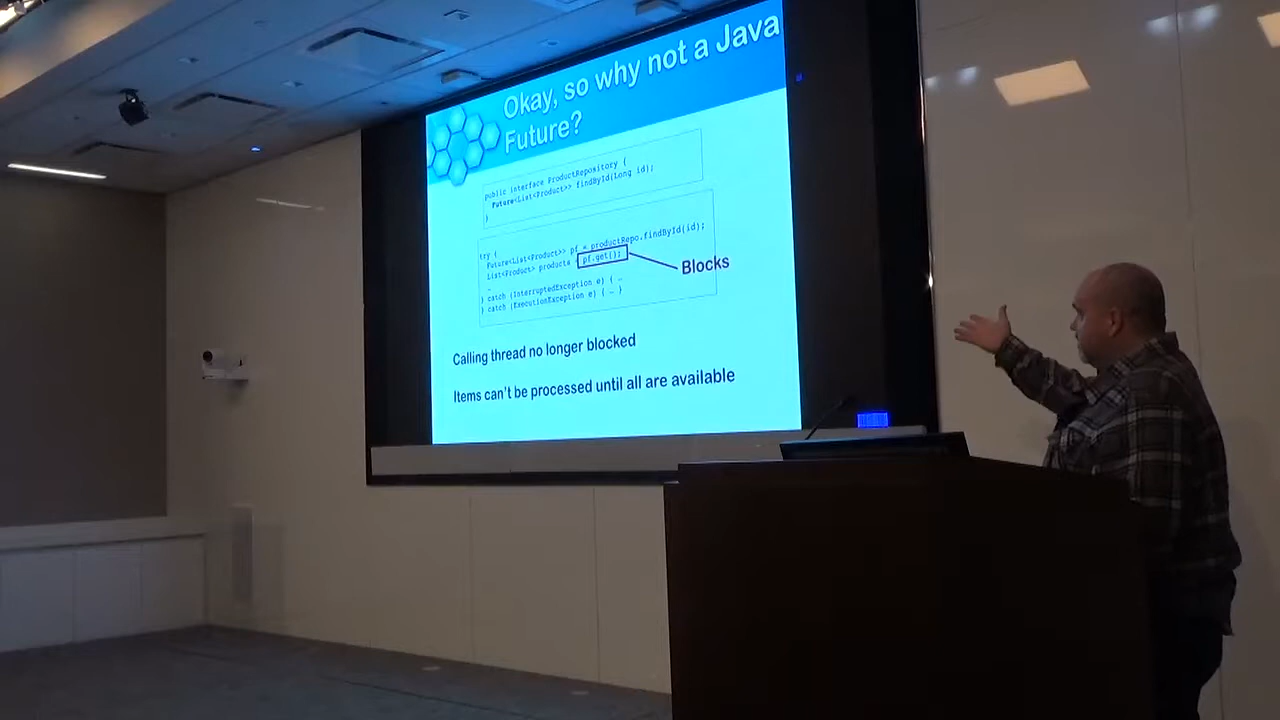 Okay, so why not a Java
Future?
public interface ProductRepository {
Future<List<Product>> findById(Long id);
}
try {
Future<List<Product>> pf = productRepo.findById(id);
List<Product> products = pf.get();
…
} catch (InterruptedException e) { …
} catch (ExecutionException e) { … }
Blocks
Calling thread no longer blocked
Items can't be processed until all are available